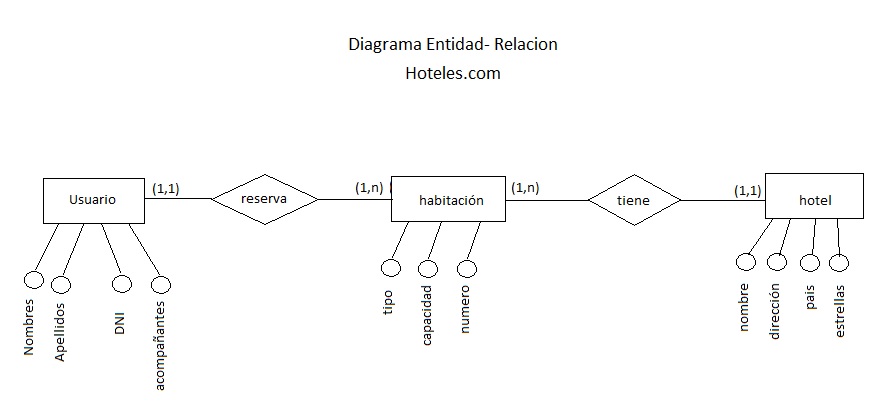 Diagrama Entidad- Relacion
Hoteles.com
Usuario
(1,1)
reserva
(1,n)
habitación
(1,n)
tiene
(1,1)
hotel
Nombres
Apellidos
DNI
acompañantes
tipo
capacidad
numero
nombre
dirección
pais
estrellas